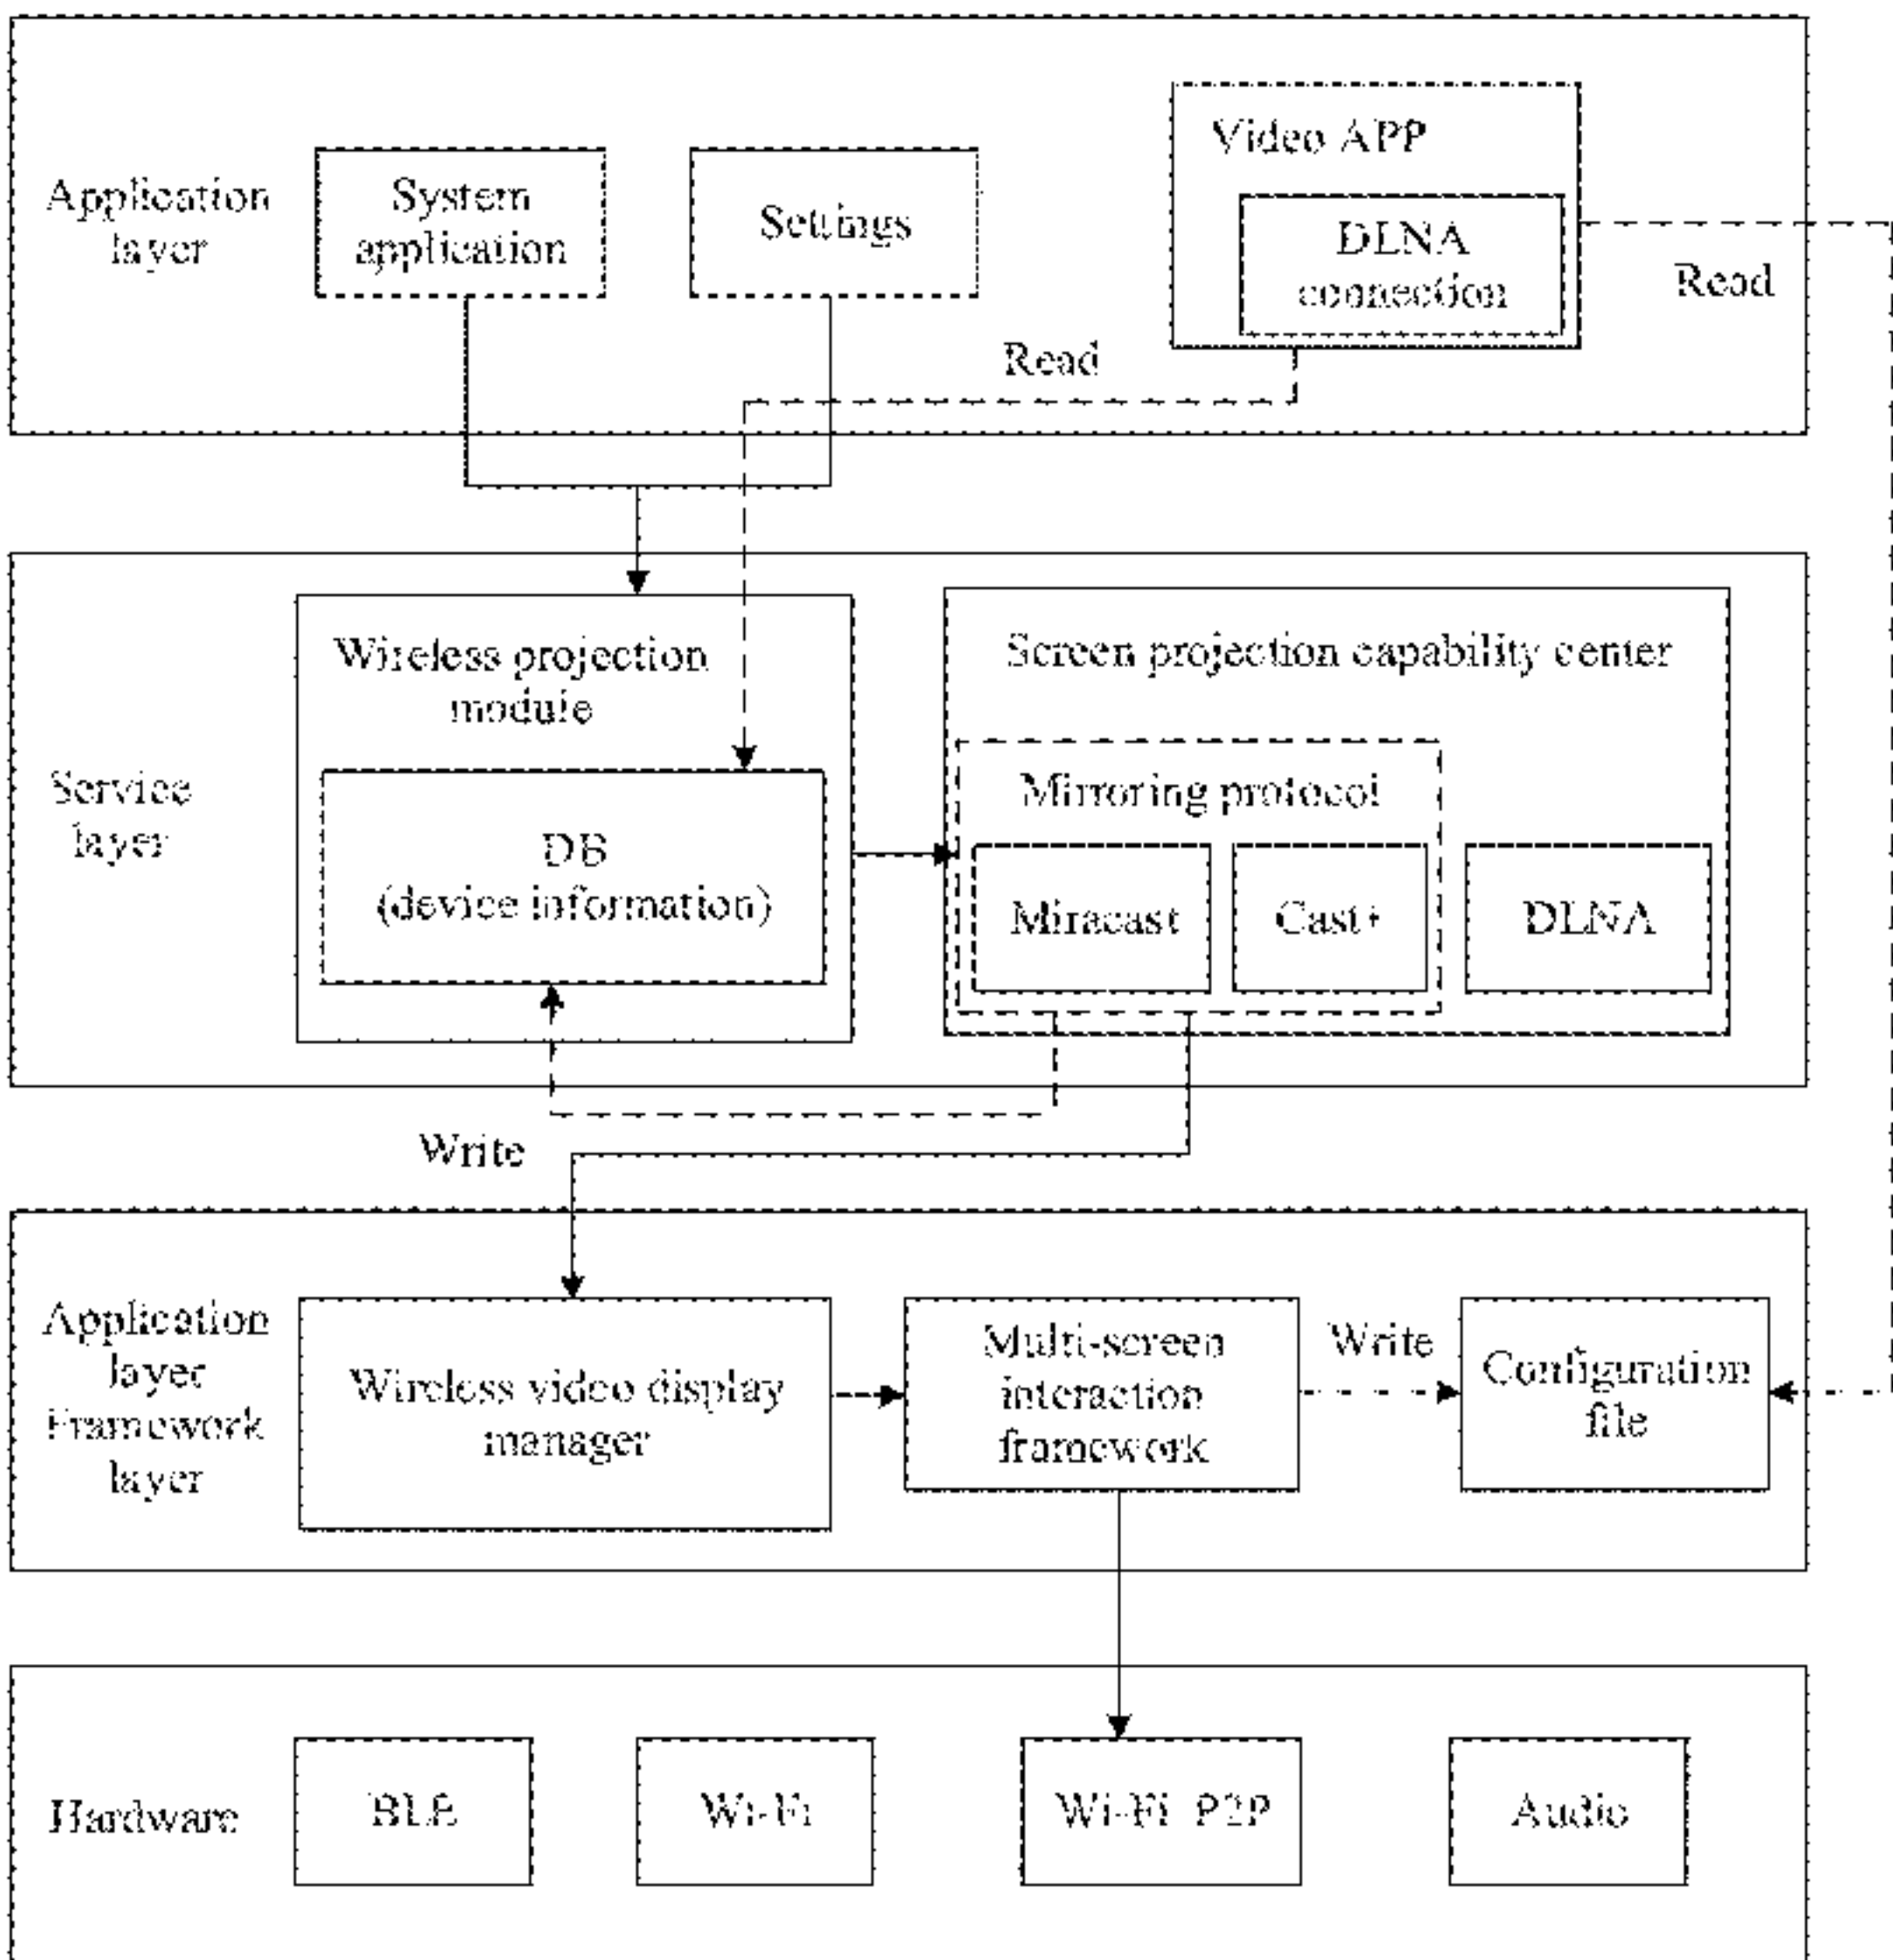 Application
layer
System
application
Settings
Video APP
DLNA
connection
Read
Read
Service
layer
Wireless projection
module
DB
(device information)
Screen projection capability center
Mirroring protocol
Miracast
Cast+
DLNA
Write
Application
layer
Framework
layer
Wireless video display
manager
Multi-screen
interaction
framework
Write
Configuration
file
Hardware
BLE
Wi-Fi
Wi-Fi P2P
Audio